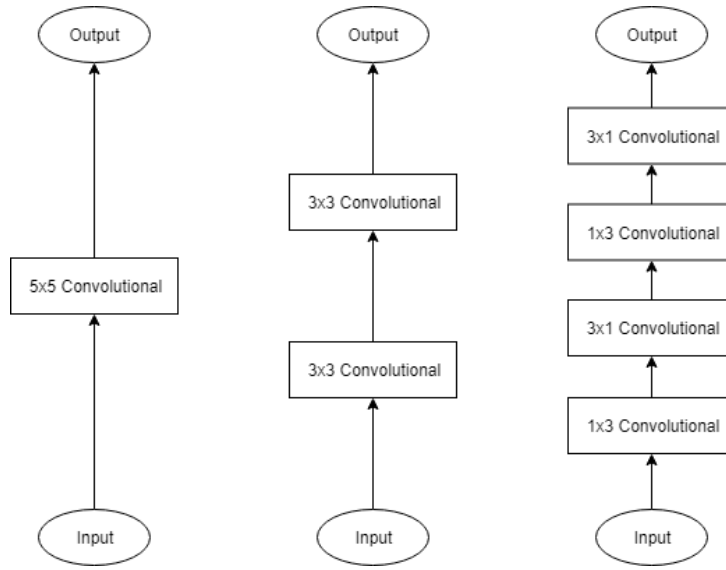 Output
5x5 Convolutional
Input
Output
3x3 Convolutional
3x3 Convolutional
Input
Output
3x1 Convolutional
1x3 Convolutional
3x1 Convolutional
1x3 Convolutional
Input